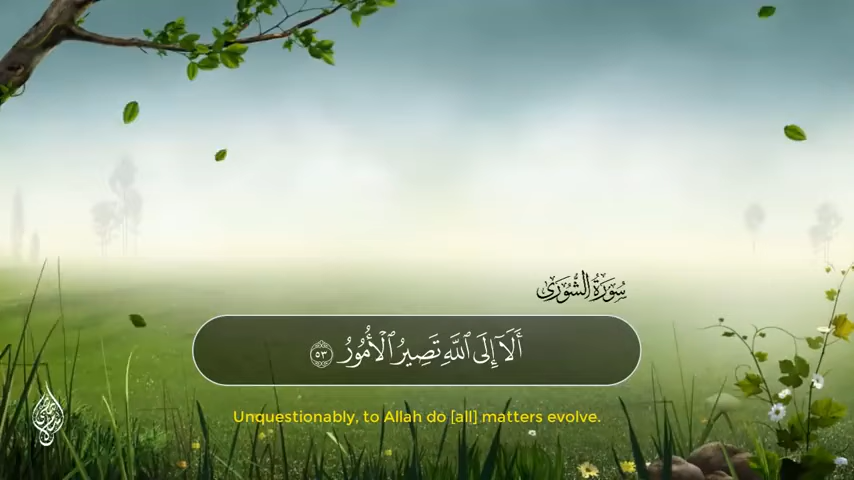 سُورَةُ الشُّورَىٰ
أَلَآ إِلَى ٱللَّهِ تَصِيرُ ٱلْأُمُورُ ٥٣
Unquestionably, to Allah do [all] matters evolve.